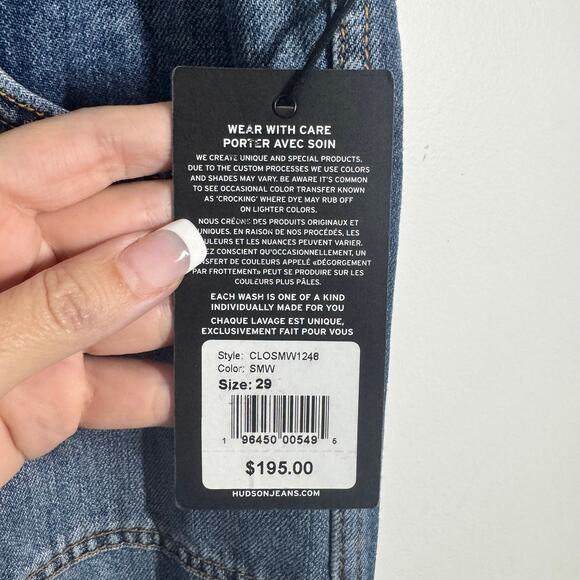 WEAR WITH CARE
PORTER AVEC SOIN
WE CREATE UNIQUE AND SPECIAL PRODUCTS.
DUE TO THE CUSTOM PROCESSES WE USE COLORS
AND SHADES MAY VARY. BE AWARE IT'S COMMON
TO SEE OCCASIONAL COLOR TRANSFER KNOWN
AS 'CROCKING' WHERE DYE MAY RUB OFF
ON LIGHTER COLORS.
NOUS CRÉONS DES PRODUITS ORIGINAUX ET
UNIQUES. EN RAISON DE NOS PROCÉDÉS, LES
ULEURS ET LES NUANCES PEUVENT VARIER.
EZ CONSCIENT QU'OCCASIONNELLEMENT, UN
NSFERT DE COULEURS APPELÉ «DÉGORGEMENT
PAR FROTTEMENT» PEUT SE PRODUIRE SUR LES
COULEURS PLUS PÂLES.
EACH WASH IS ONE OF A KIND
INDIVIDUALLY MADE FOR YOU
CHAQUE LAVAGE EST UNIQUE,
EXCLUSIVEMENT FAIT POUR VOUS
Style: CLOSMW1248
Color: SMW
Size: 29
1 96450 00549 5
$195.00
HUDSONJEANS.COM